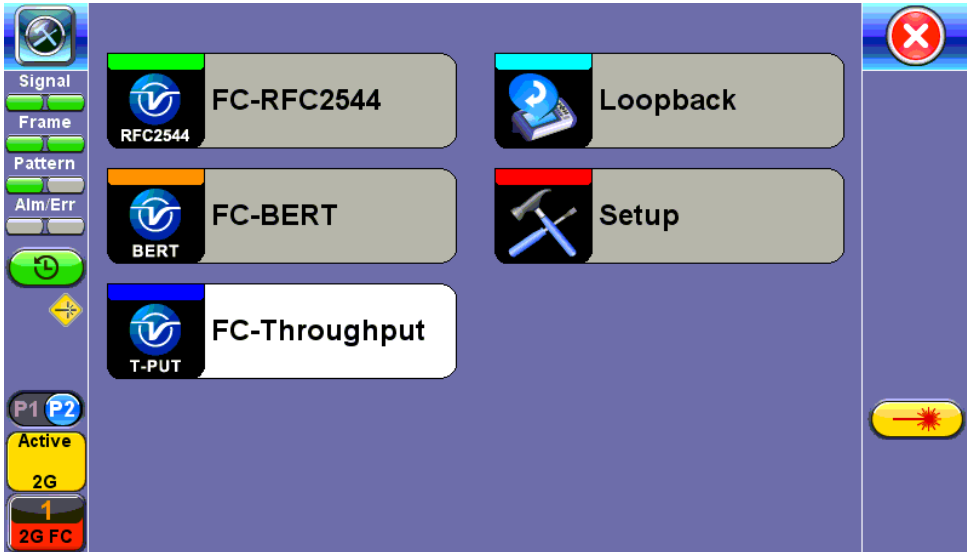 Signal
Frame
Pattern
Alm/Err
P1 P2
Active
2G
1
2G FC
RFC2544
FC-RFC2544
Loopback
BERT
FC-BERT
Setup
T-PUT
FC-Throughput